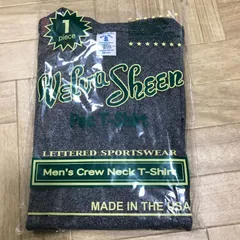 1
piece
Velva Sheen
LETTERED SPORTSWEAR
Men's Crew Neck T-Shirt
MADE IN THE USA